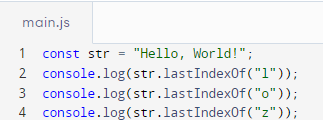 main.js
1 const str = "Hello, World!";
2 console.log(str.lastIndexOf("l"));
3 console.log(str.lastIndexOf("o"));
4 console.log(str.lastIndexOf("z"));